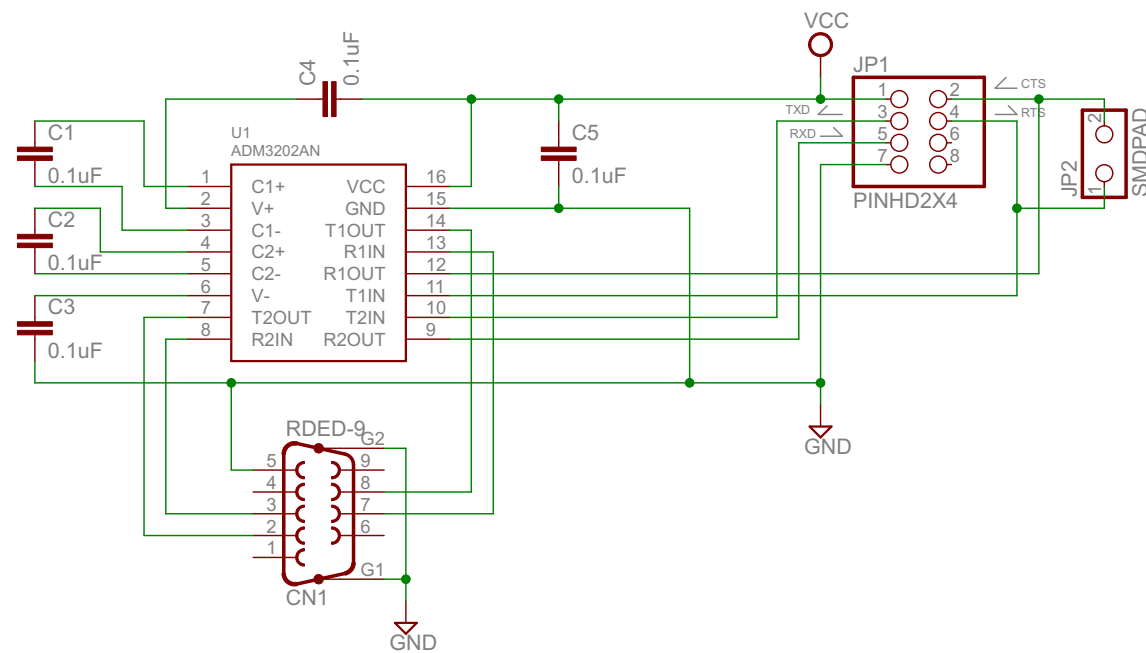 VCC
C4
0.1uF
JP1
1
2
CTS
TXD
3
4
RTS
RXD
5
6
7
8
PINHD2X4
2
1
JP2
SMDPAD
C1
0.1uF
C2
0.1uF
C3
0.1uF
C5
0.1uF
U1
ADM3202AN
1
C1+
VCC
16
2
V+
GND
15
3
C1-
T1OUT
14
4
C2+
R1IN
13
5
C2-
R1OUT
12
6
V-
T1IN
11
7
T2OUT
T2IN
10
8
R2IN
R2OUT
9
GND
RDED-9
G2
5
9
4
8
3
7
2
6
1
G1
CN1
GND